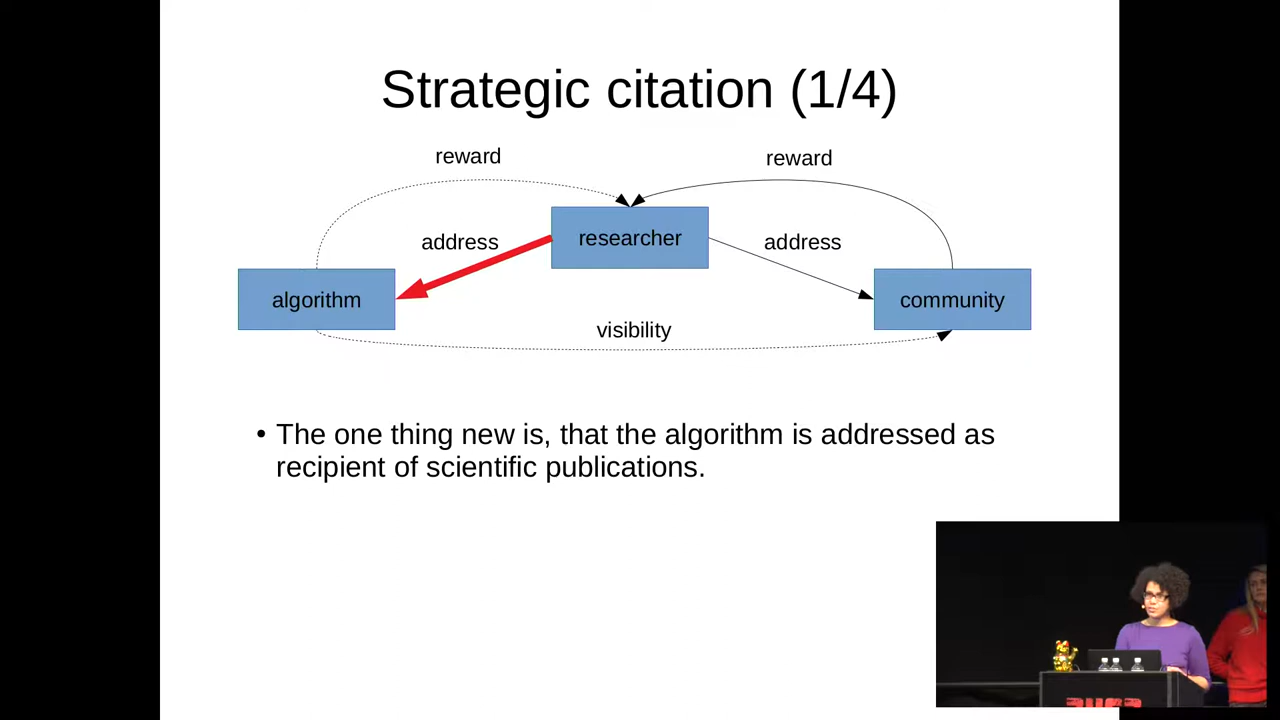 Strategic citation (1/4)
reward
reward
researcher
address
address
algorithm
community
visibility
• The one thing new is, that the algorithm is addressed as
recipient of scientific publications.